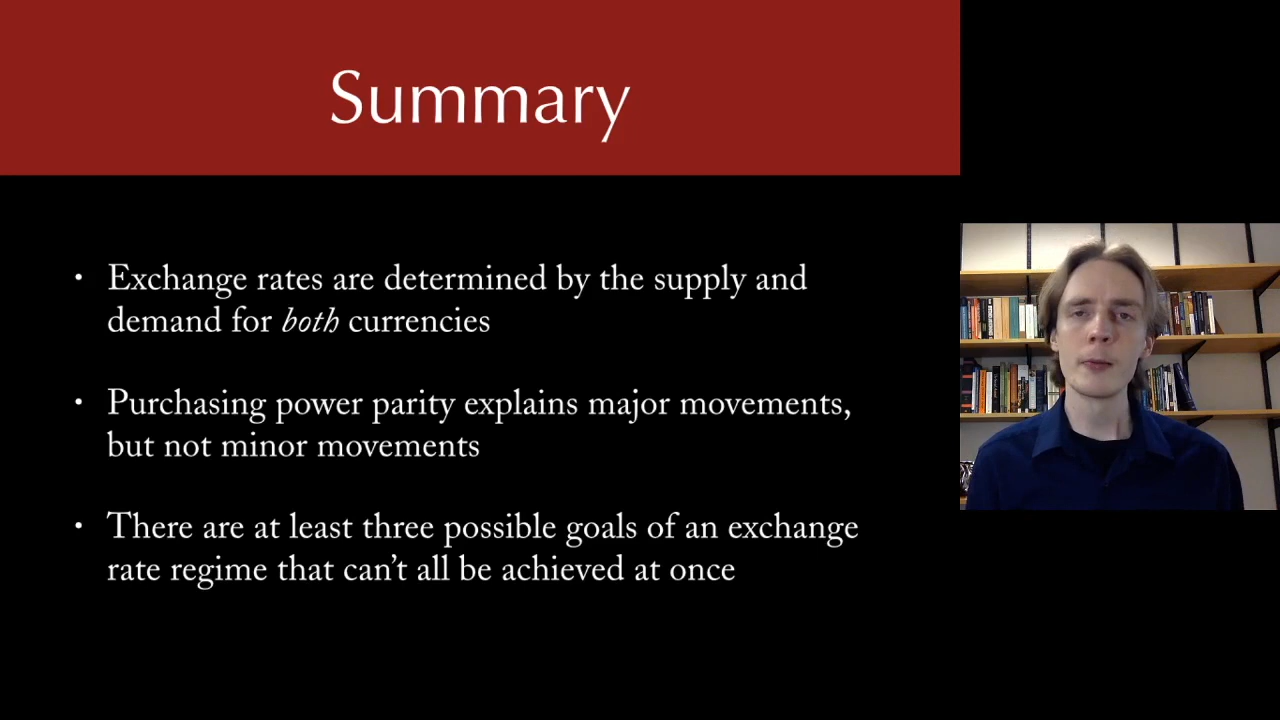 Summary
• Exchange rates are determined by the supply and
demand for both currencies
• Purchasing power parity explains major movements,
but not minor movements
• There are at least three possible goals of an exchange
rate regime that can’t all be achieved at once